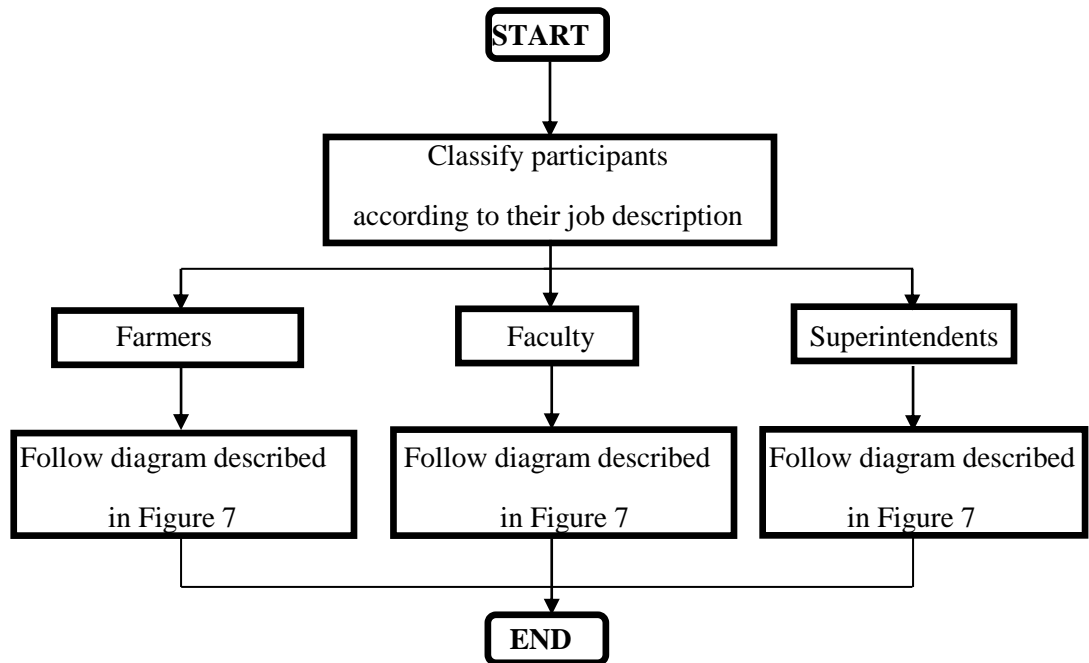 START
Classify participants
according to their job description
Farmers
Faculty
Superintendents
Follow diagram described
in Figure 7
Follow diagram described
in Figure 7
Follow diagram described
in Figure 7
END